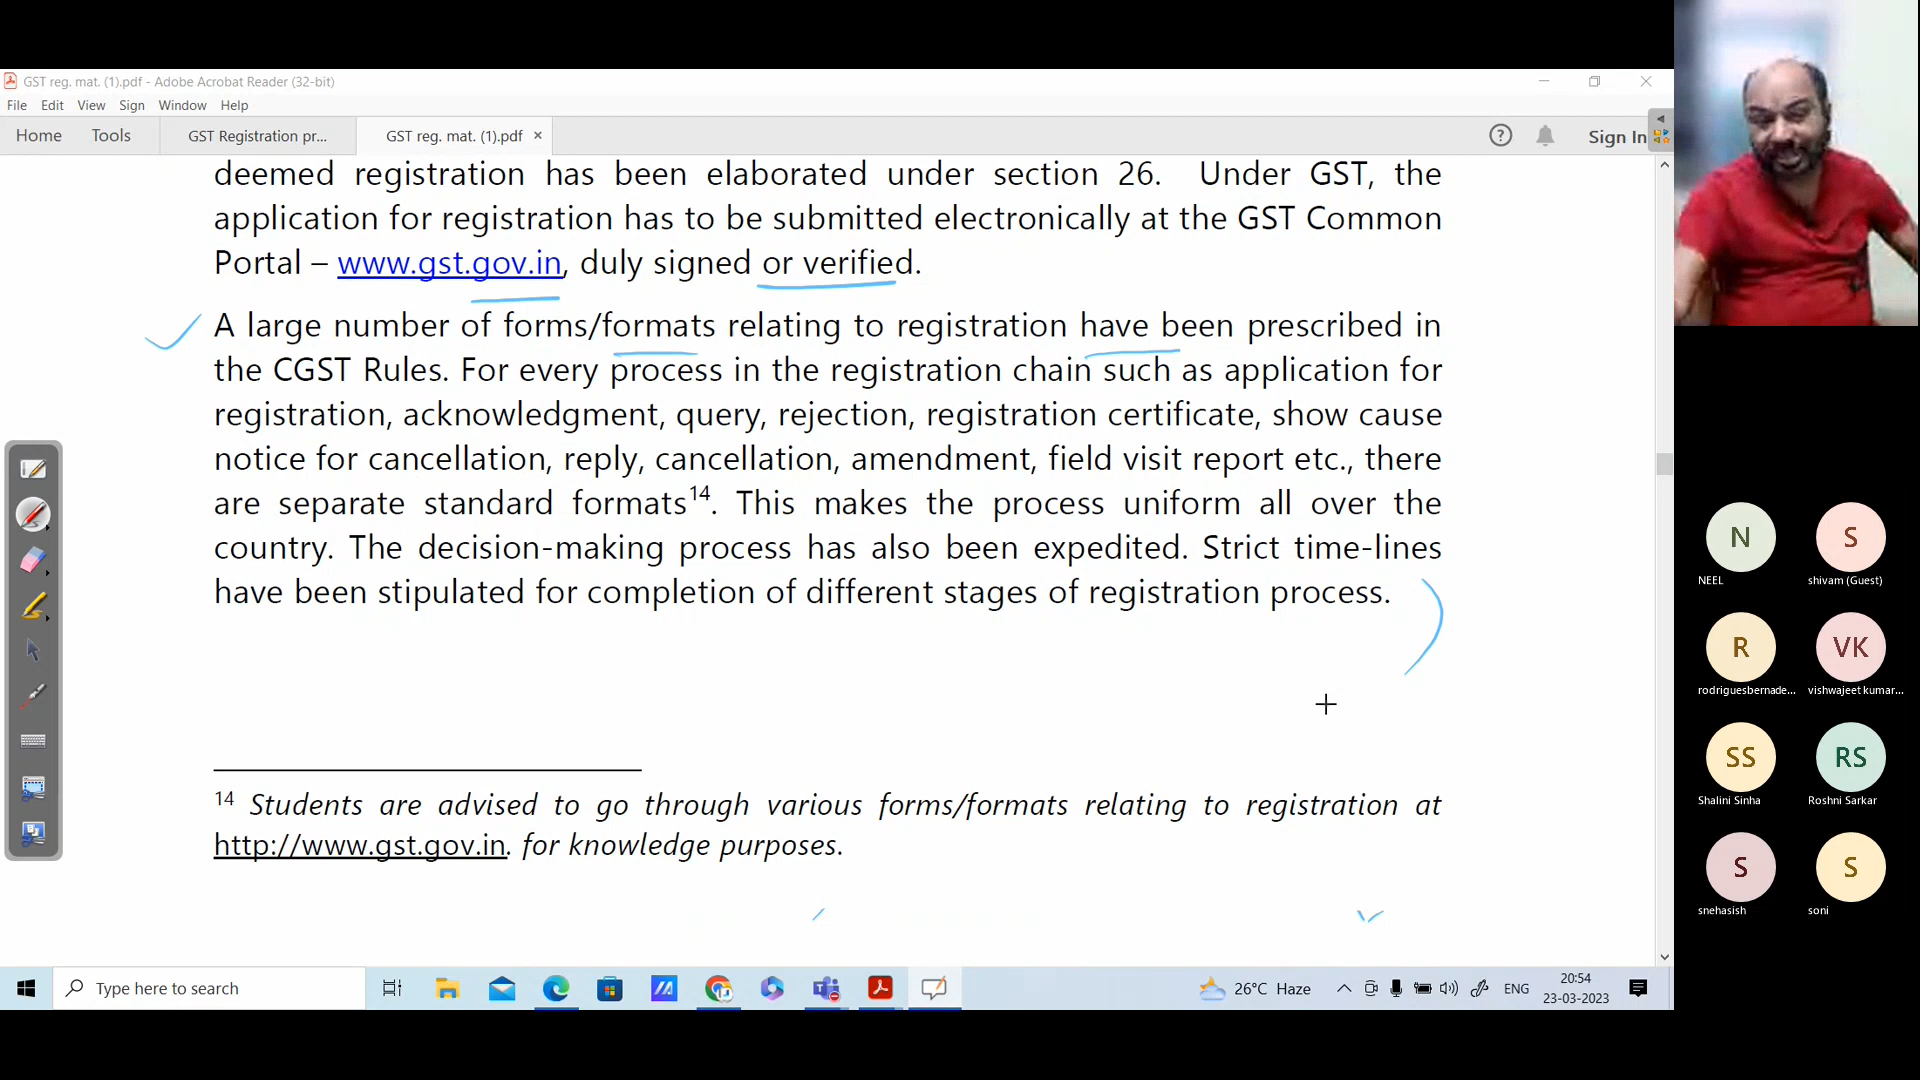 GST reg. mat. (1).pdf - Adobe Acrobat Reader (32-bit)
File Edit View Sign Window Help
Home Tools GST Registration pr... GST reg. mat. (1).pdf × Sign In
deemed registration has been elaborated under section 26. Under GST, the
application for registration has to be submitted electronically at the GST Common
Portal – www.gst.gov.in, duly signed or verified.
A large number of forms/formats relating to registration have been prescribed in
the CGST Rules. For every process in the registration chain such as application for
registration, acknowledgment, query, rejection, registration certificate, show cause
notice for cancellation, reply, cancellation, amendment, field visit report etc., there
are separate standard formats14. This makes the process uniform all over the
country. The decision-making process has also been expedited. Strict time-lines
have been stipulated for completion of different stages of registration process.
14 Students are advised to go through various forms/formats relating to registration at
http://www.gst.gov.in. for knowledge purposes.
N S
NEEL shivam (Guest)
R VK
rodriguesbernade... vishwajeet kumar...
SS RS
Shalini Sinha Roshni Sarkar
S S
snehasish soni
Type here to search 26°C Haze ENG 20:54
23-03-2023